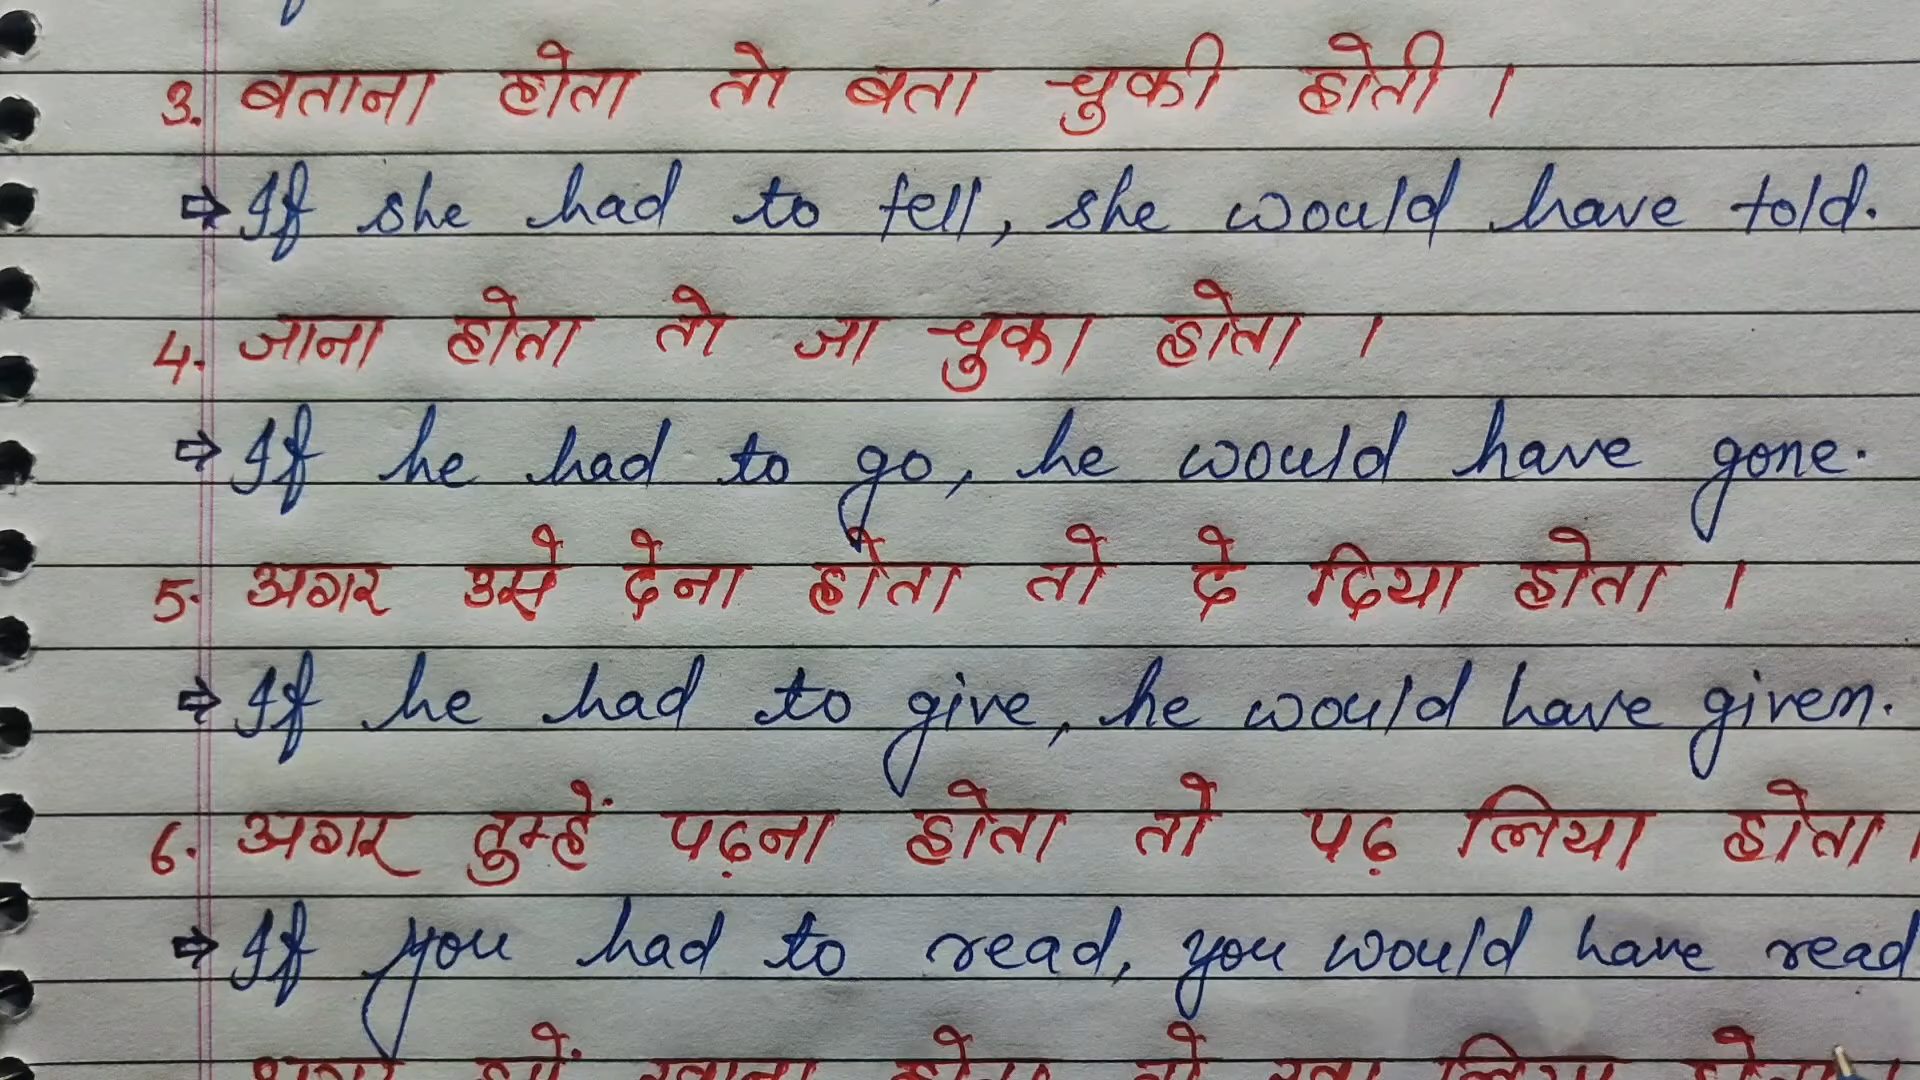 3. बताना होता तो बता चुकी होती ।
⇒ If she had to tell, she would have told.
4. जाना होता तो जा चुका होता ।
⇒ If he had to go, he would have gone.
5. अगर उसे देना होता तो दे दिया होता ।
⇒ If he had to give, he would have given.
6. अगर तुम्हें पढ़ना होता तो पढ़ लिया होता ।
⇒ If you had to read, you would have read